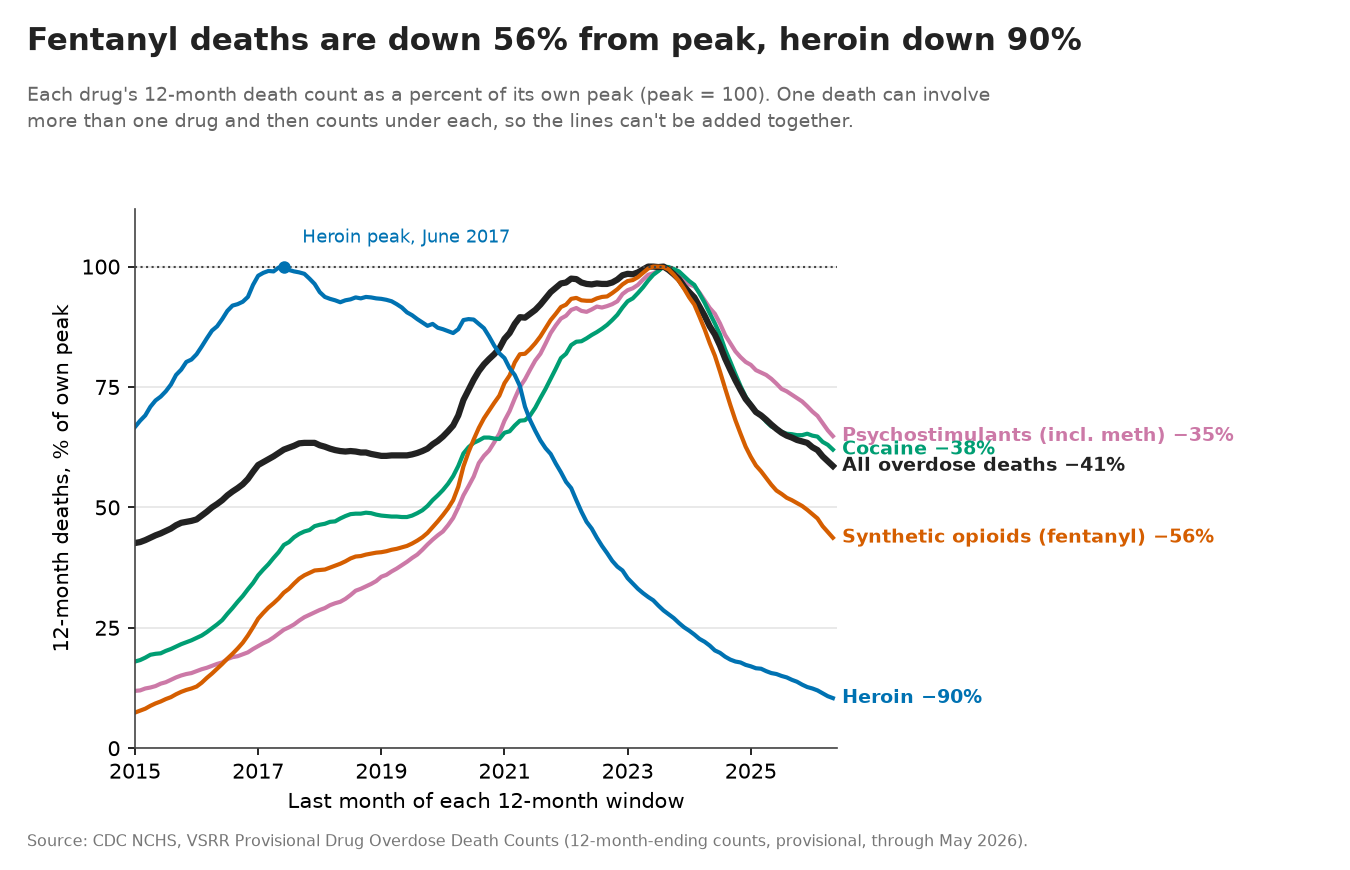 Fentanyl deaths are down 56% from peak, heroin down 90%
Each drug's 12-month death count as a percent of its own peak (peak = 100). One death can involve
more than one drug and then counts under each, so the lines can't be added together.
Heroin peak, June 2017
100
75
50
25
0
12-month deaths, % of own peak
Psychostimulants (incl. meth) −35%
Cocaine −38%
All overdose deaths −41%
Synthetic opioids (fentanyl) −56%
Heroin −90%
2015 2017 2019 2021 2023 2025
Last month of each 12-month window
Source: CDC NCHS, VSRR Provisional Drug Overdose Death Counts (12-month-ending counts, provisional, through May 2026).